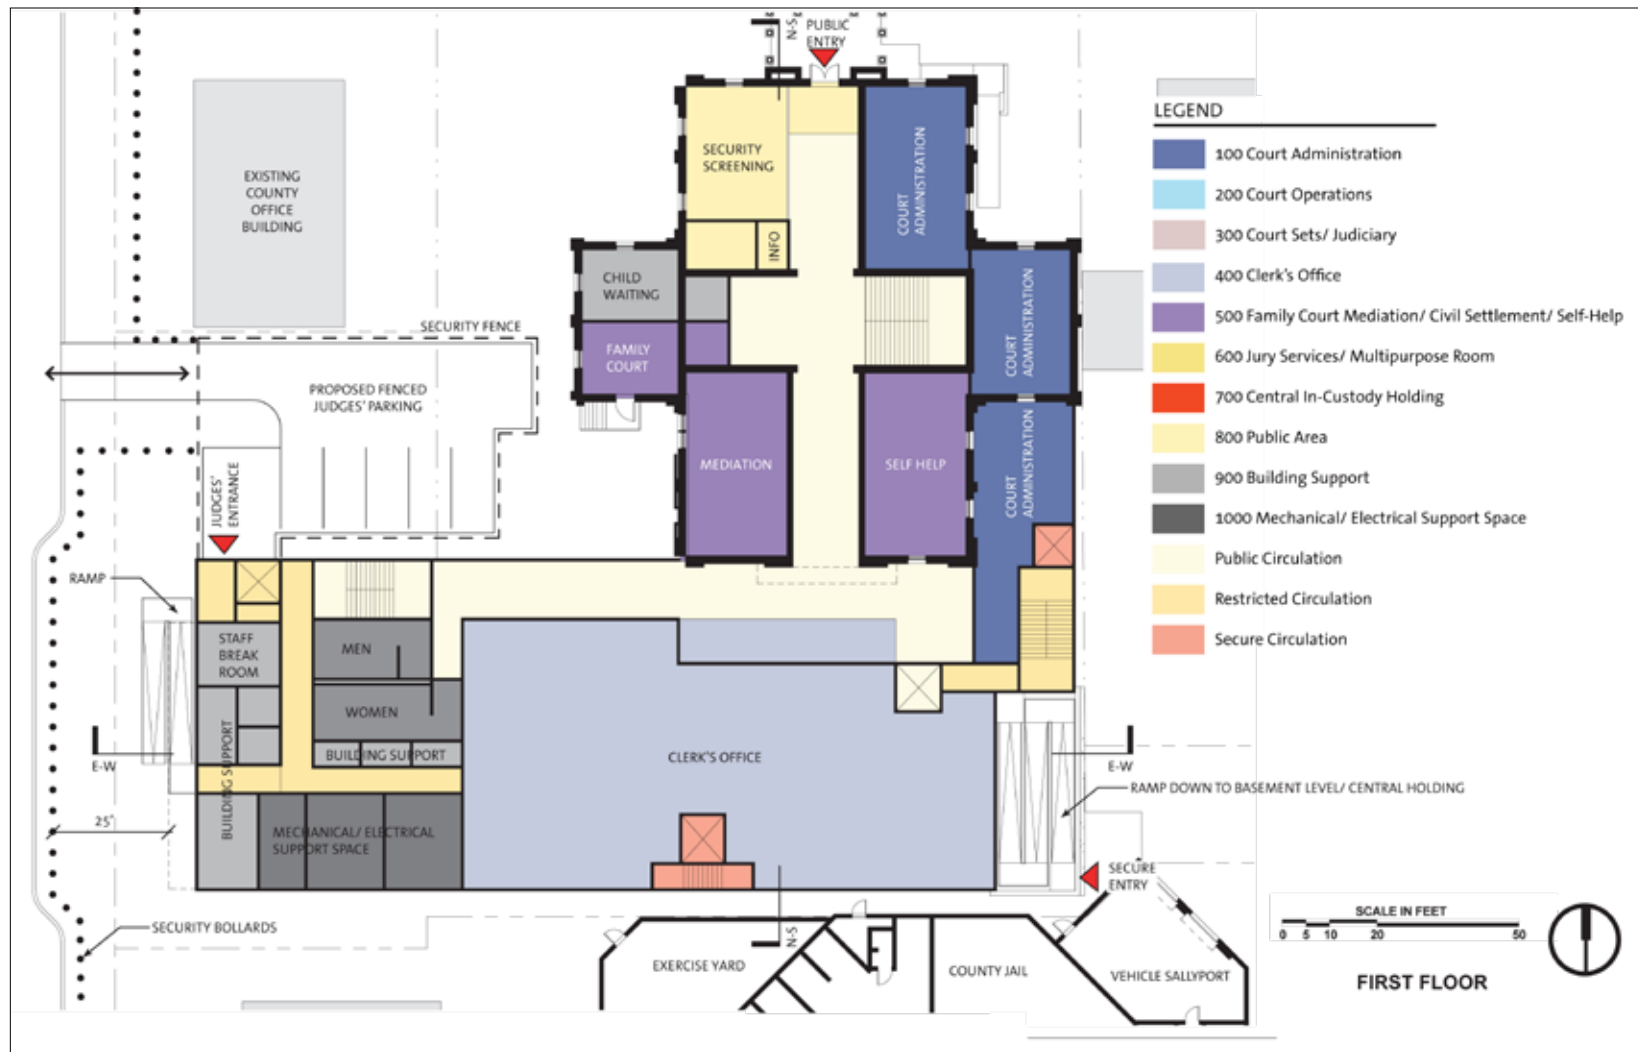 N-S
PUBLIC
ENTRY
LEGEND
100 Court Administration
200 Court Operations
300 Court Sets/ Judiciary
400 Clerk's Office
500 Family Court Mediation/ Civil Settlement/ Self-Help
600 Jury Services/ Multipurpose Room
700 Central In-Custody Holding
800 Public Area
900 Building Support
1000 Mechanical/ Electrical Support Space
Public Circulation
Restricted Circulation
Secure Circulation
EXISTING
COUNTY
OFFICE
BUILDING
SECURITY
SCREENING
COURT
ADMINISTRATION
INFO
CHILD
WAITING
COURT
ADMINISTRATION
SECURITY FENCE
FAMILY
COURT
PROPOSED FENCED
JUDGES' PARKING
MEDIATION
SELF HELP
COURT
ADMINISTRATION
JUDGES'
ENTRANCE
RAMP
STAFF
BREAK
ROOM
MEN
WOMEN
BUILDING SUPPORT
BUILDING SUPPORT
CLERK'S OFFICE
E-W
E-W
RAMP DOWN TO BASEMENT LEVEL/ CENTRAL HOLDING
25'
MECHANICAL/ ELECTRICAL
SUPPORT SPACE
SECURE
ENTRY
SECURITY BOLLARDS
N-S
EXERCISE YARD
COUNTY JAIL
VEHICLE SALLYPORT
SCALE IN FEET
0 5 10 20 50
FIRST FLOOR